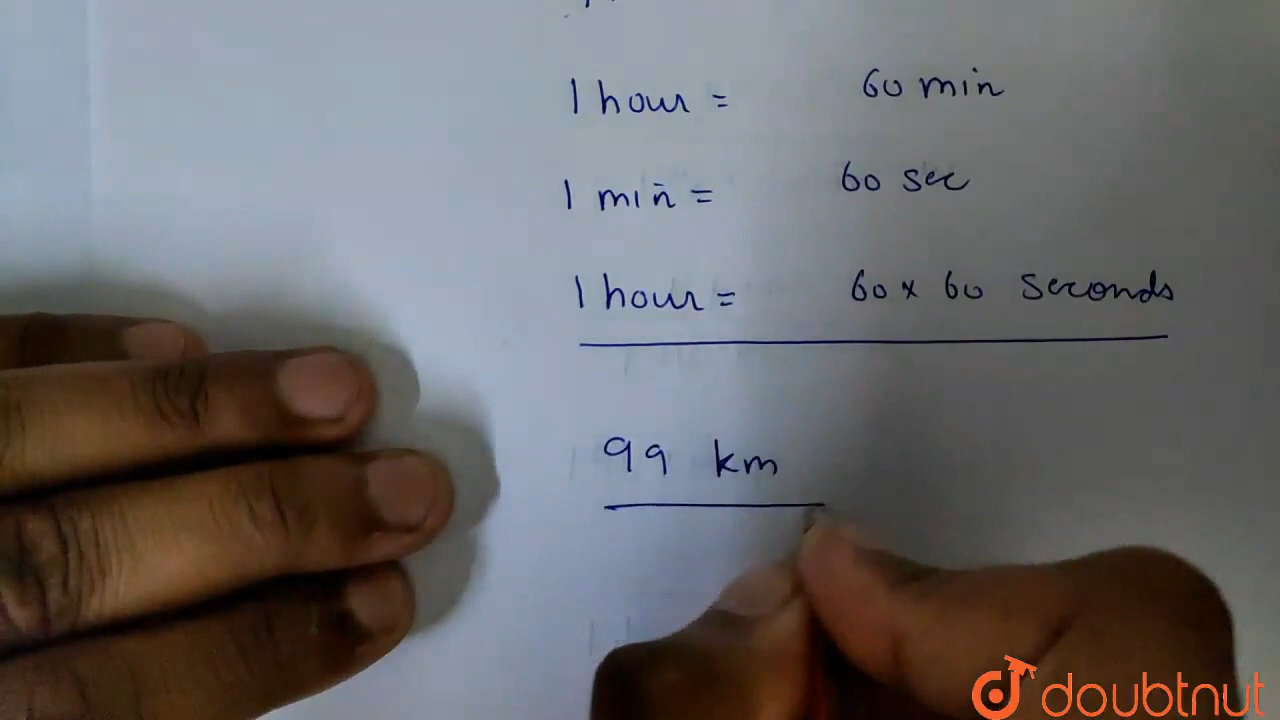 1 hour = 60 min
1 min = 60 sec
1 hour = 60 × 60 seconds
99 km
doubtnut